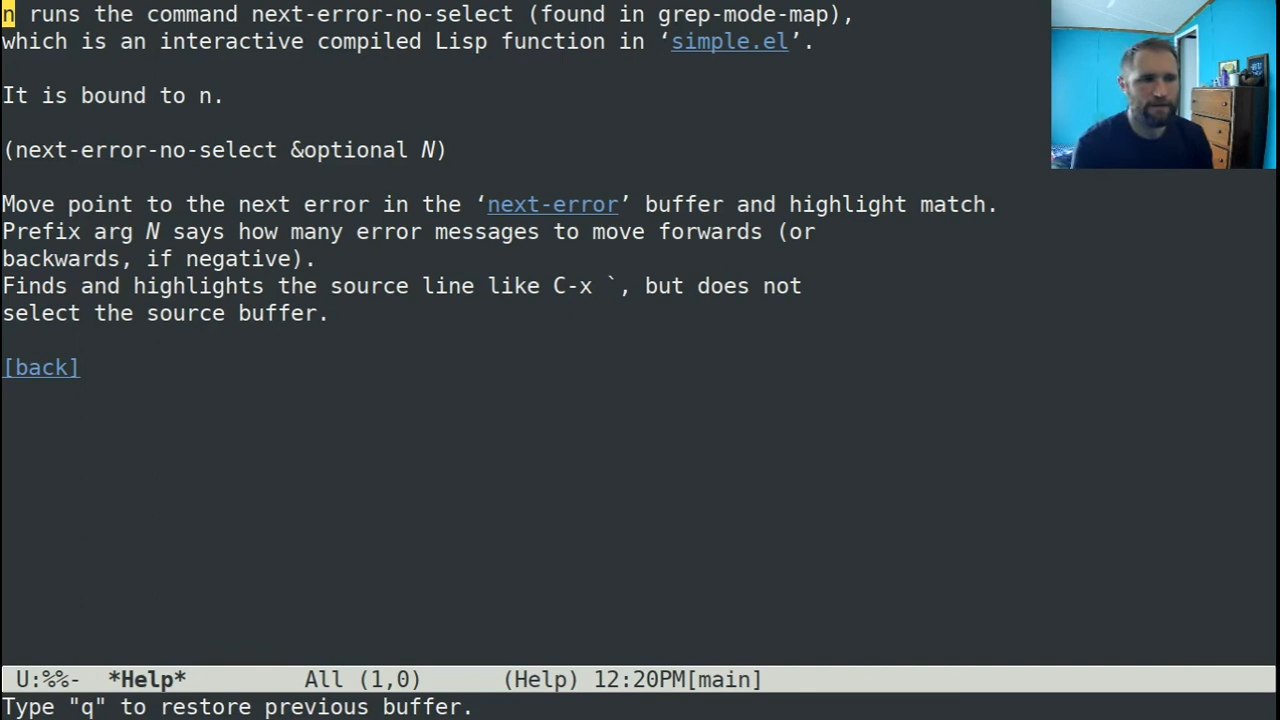 n runs the command next-error-no-select (found in grep-mode-map),
which is an interactive compiled Lisp function in ‘simple.el’.
It is bound to n.
(next-error-no-select &optional N)
Move point to the next error in the ‘next-error’ buffer and highlight match.
Prefix arg N says how many error messages to move forwards (or
backwards, if negative).
Finds and highlights the source line like C-x `, but does not
select the source buffer.
[back]
U:%%-  *Help*         All (1,0)      (Help) 12:20PM[main]
Type "q" to restore previous buffer.